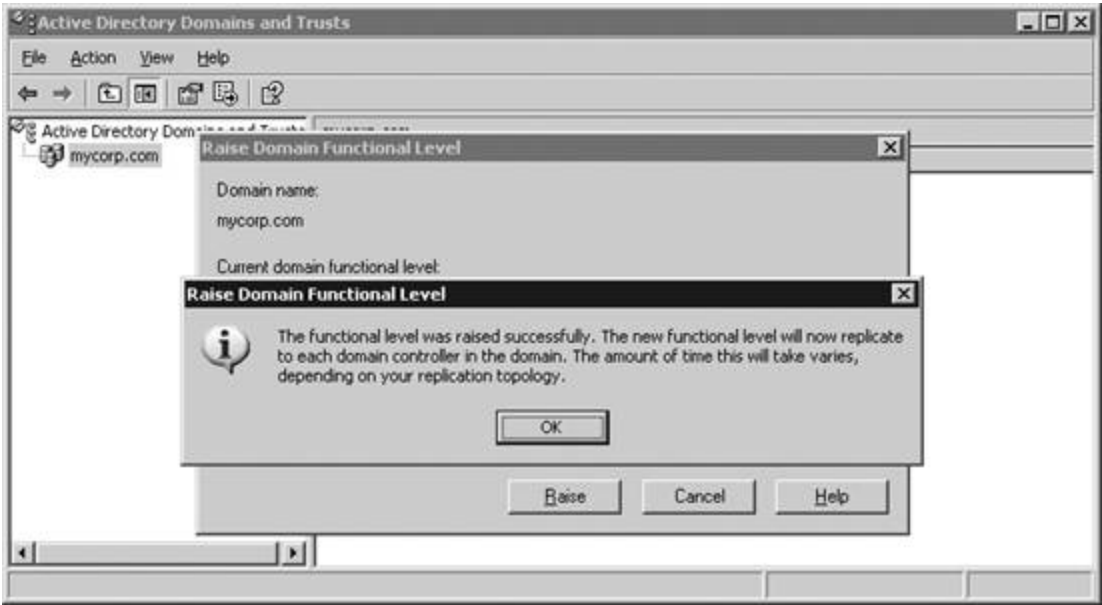 Active Directory Domains and Trusts
File Action View Help
Active Directory Dom
mycorp.com
Raise Domain Functional Level
Domain name:
mycorp.com
Current domain functional level:
Raise Domain Functional Level
The functional level was raised successfully. The new functional level will now replicate
to each domain controller in the domain. The amount of time this will take varies,
depending on your replication topology.
OK
Raise Cancel Help